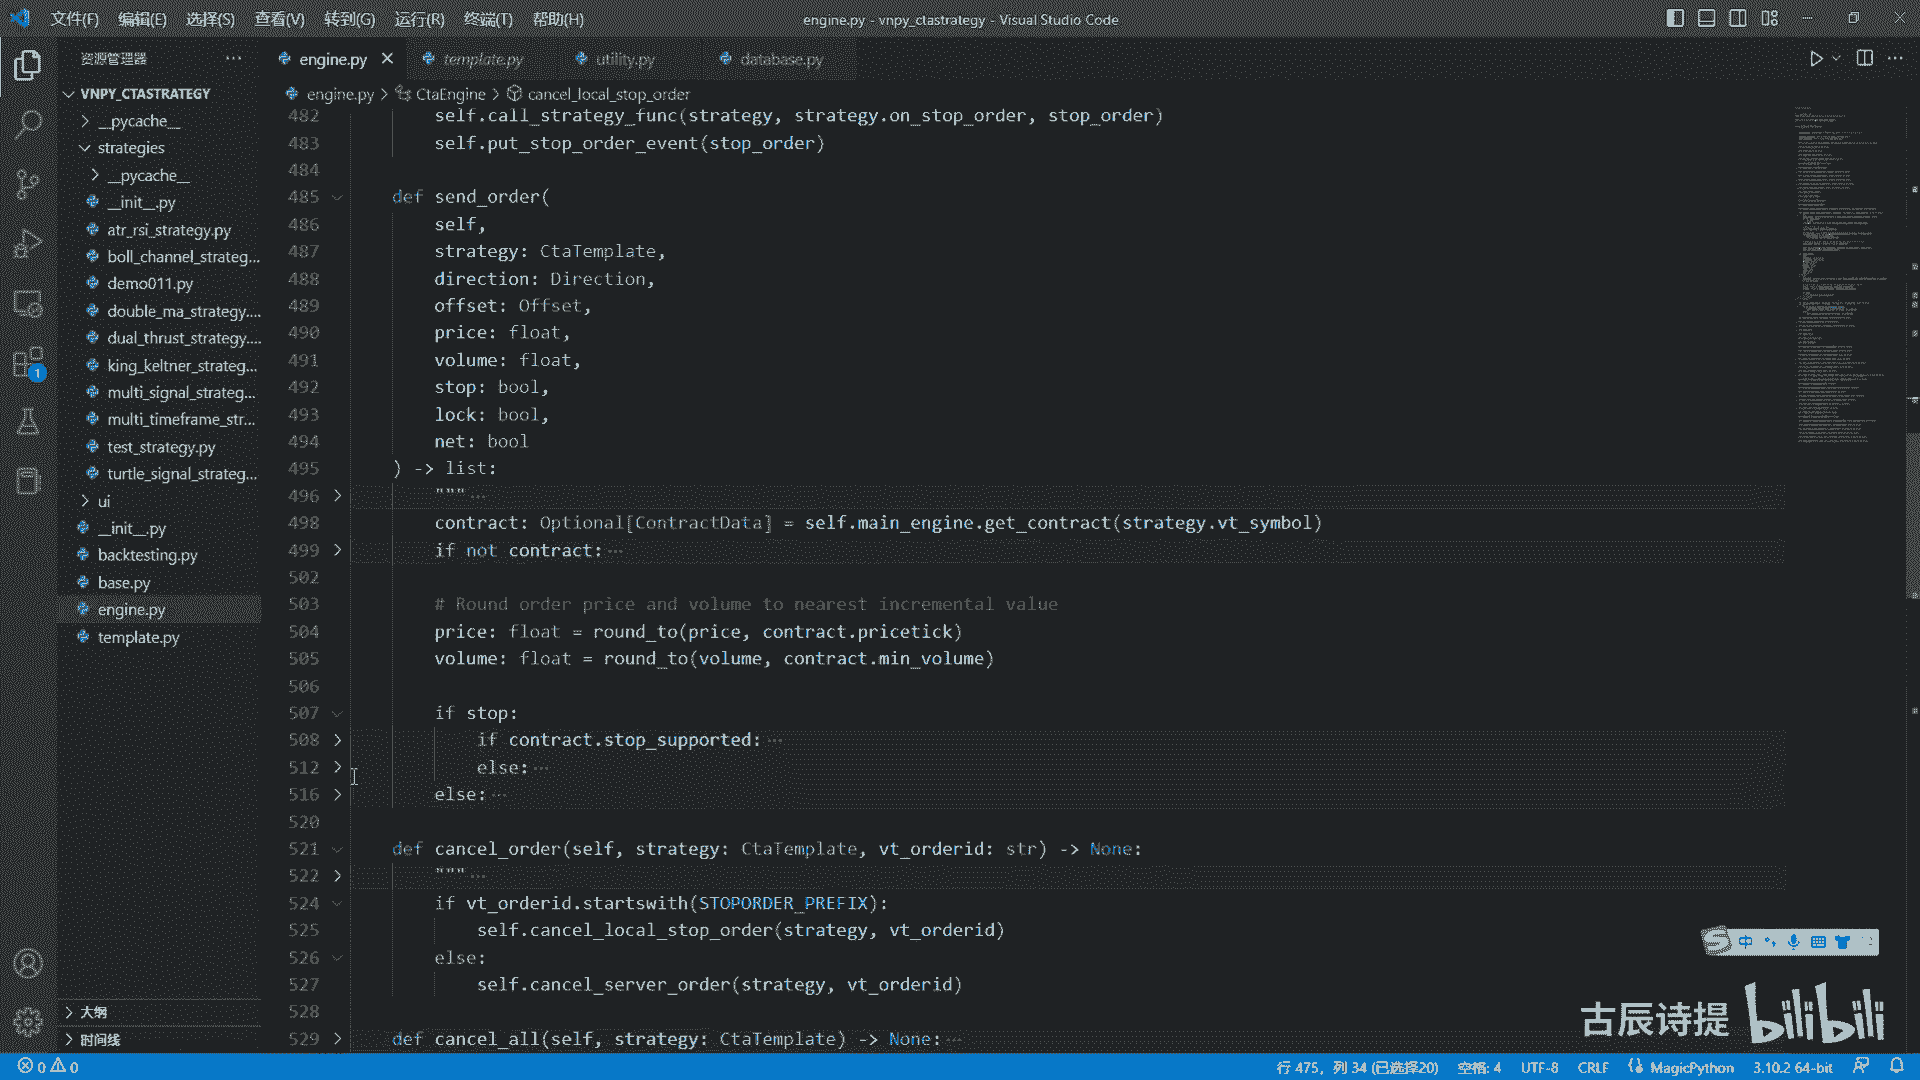 文件(F) 编辑(E) 选择(S) 查看(V) 转到(G) 运行(R) 终端(T) 帮助(H) engine.py - vnpy_ctastrategy - Visual Studio Code
资源管理器 ···
engine.py template.py utility.py database.py
engine.py > CtaEngine > cancel_local_stop_order
VNPY_CTASTRATEGY
__pycache__
strategies
__pycache__
__init__.py
atr_rsi_strategy.py
boll_channel_strateg...
demo011.py
double_ma_strategy....
dual_thrust_strategy....
king_keltner_strateg...
multi_signal_strateg...
multi_timeframe_str...
test_strategy.py
turtle_signal_strateg...
ui
__init__.py
backtesting.py
base.py
engine.py
template.py
大纲
时间线
1
482 self.call_strategy_func(strategy, strategy.on_stop_order, stop_order)
483 self.put_stop_order_event(stop_order)
484
485 def send_order(
486 self,
487 strategy: CtaTemplate,
488 direction: Direction,
489 offset: Offset,
490 price: float,
491 volume: float,
492 stop: bool,
493 lock: bool,
494 net: bool
495 ) -> list:
496 """ ···
498 contract: Optional[ContractData] = self.main_engine.get_contract(strategy.vt_symbol)
499 if not contract: ···
502
503 # Round order price and volume to nearest incremental value
504 price: float = round_to(price, contract.pricetick)
505 volume: float = round_to(volume, contract.min_volume)
506
507 if stop:
508 if contract.stop_supported: ···
512 else: ···
516 else: ···
520
521 def cancel_order(self, strategy: CtaTemplate, vt_orderid: str) -> None:
522 """ ···
524 if vt_orderid.startswith(STOPORDER_PREFIX):
525 self.cancel_local_stop_order(strategy, vt_orderid)
526 else:
527 self.cancel_server_order(strategy, vt_orderid)
528
529 def cancel_all(self, strategy: CtaTemplate) -> None: ···
中
古辰诗提 bilibili
0 0 行 475，列 34 (已选择20) 空格: 4 UTF-8 CRLF MagicPython 3.10.2 64-bit